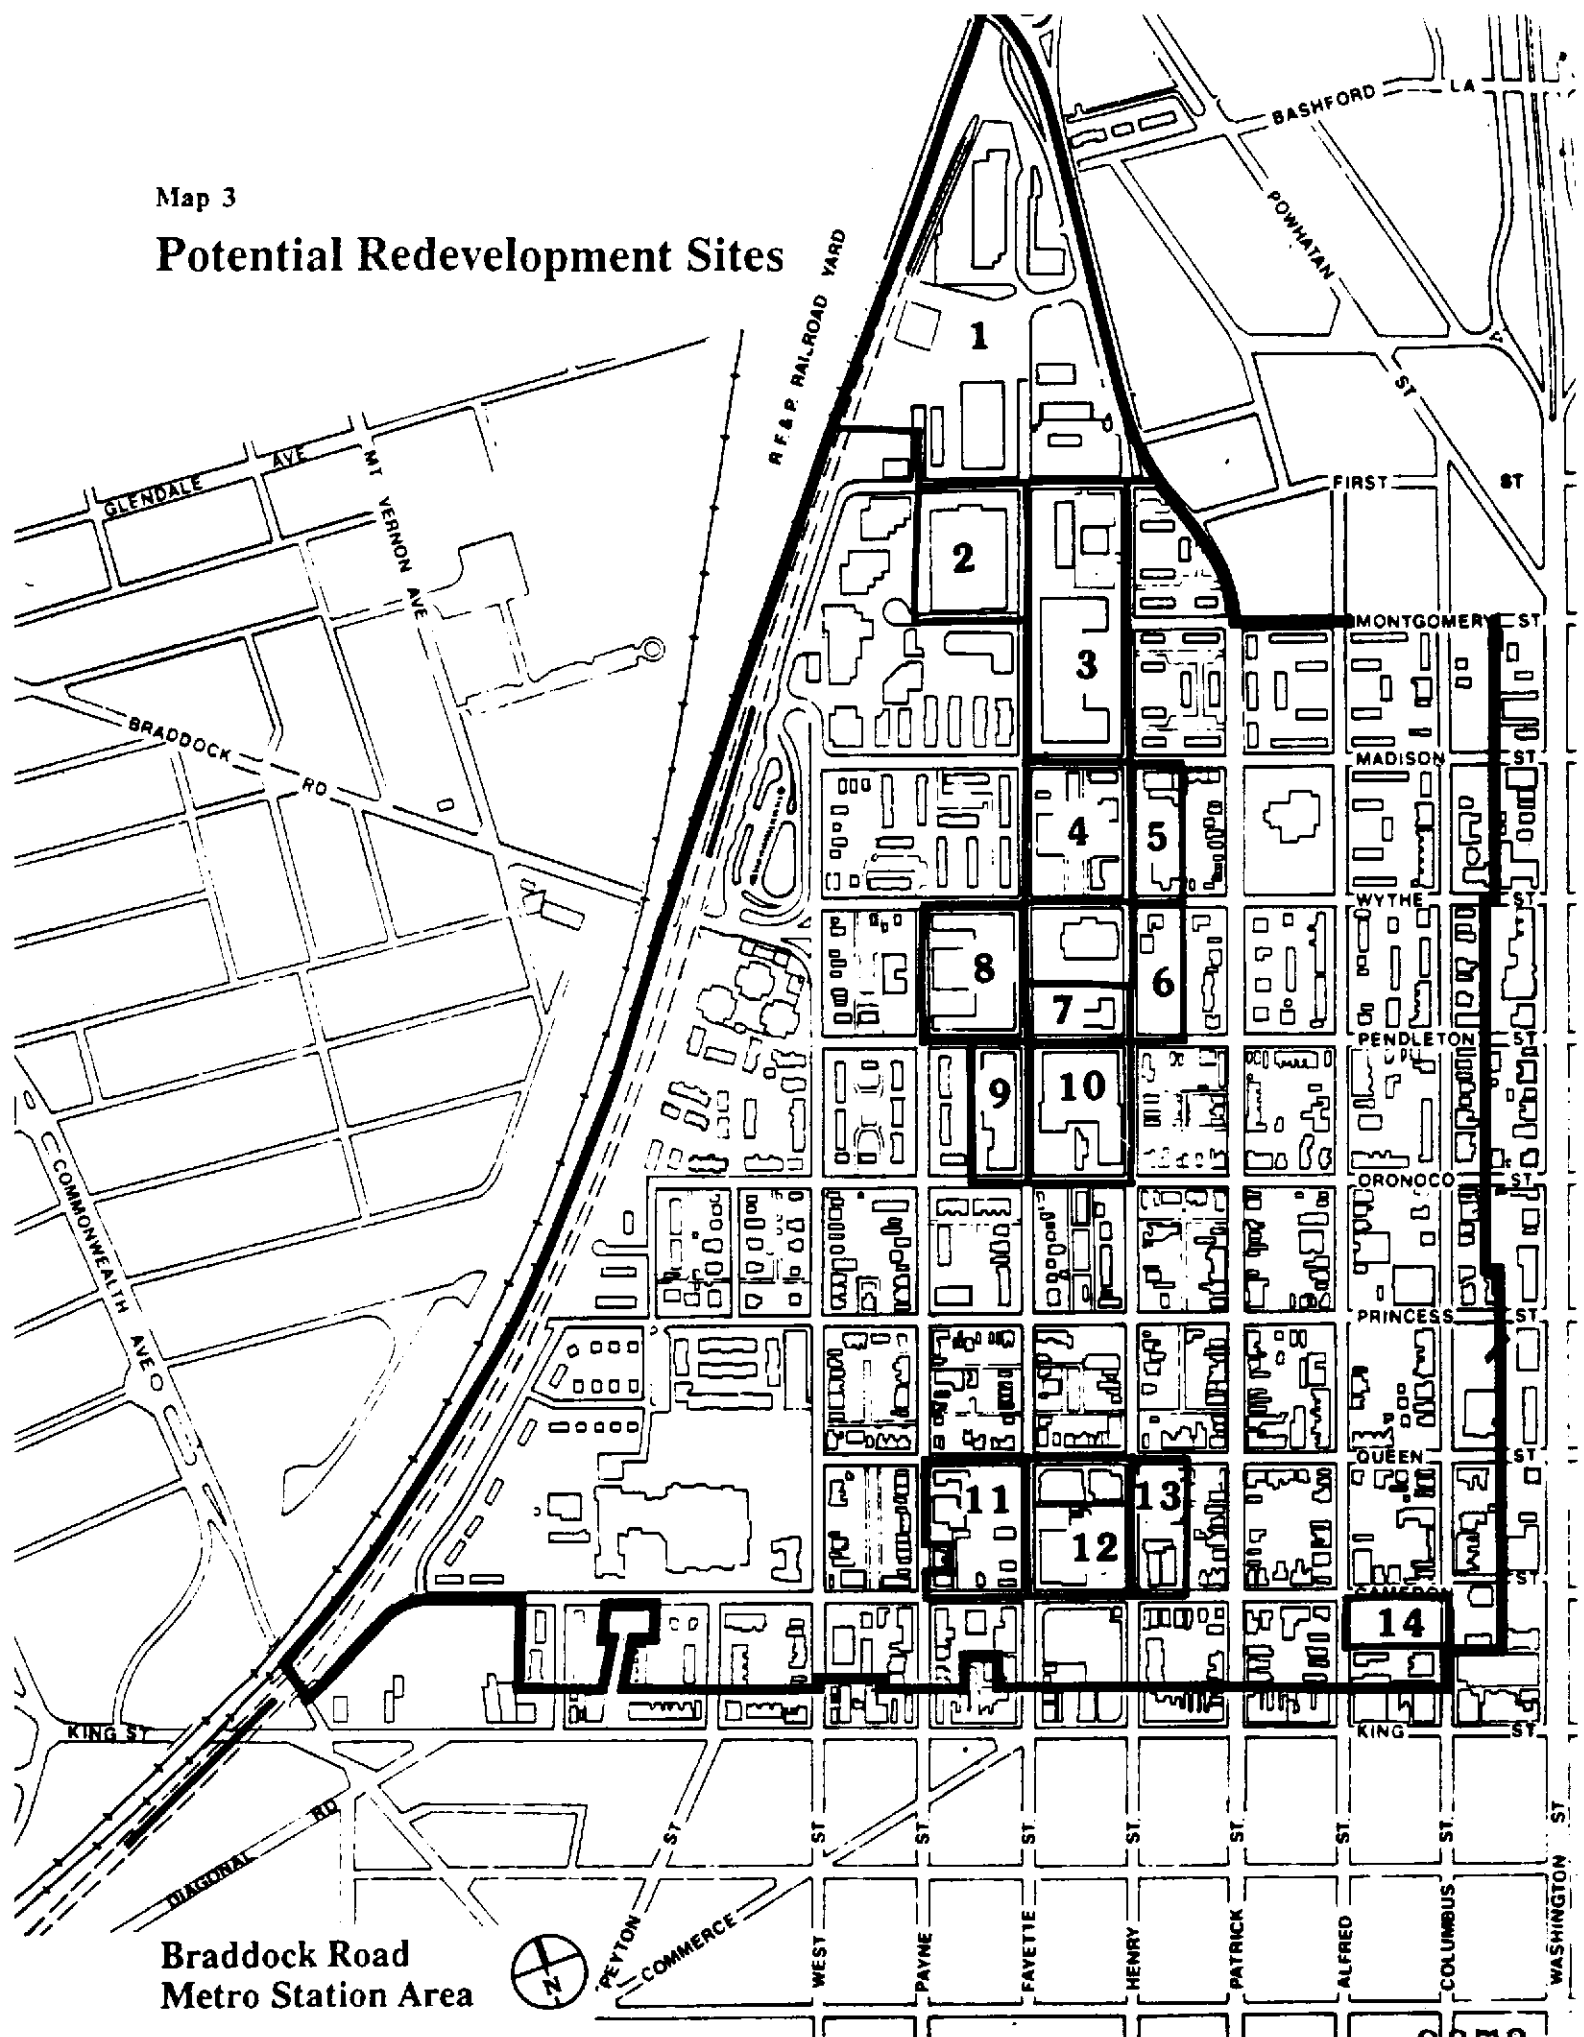 Map 3
Potential Redevelopment Sites
BASHFORD LA
POWHATAN ST
R.F.& P. RAILROAD YARD
1
GLENDALE AVE
MT VERNON AVE
FIRST ST
2
3
MONTGOMERY ST
BRADDOCK RD
MADISON ST
4
5
WYTHE ST
8
6
7
PENDLETON ST
9
10
COMMONWEALTH AVE
ORONOCO ST
PRINCESS ST
QUEEN ST
11
13
12
CAMERON ST
14
KING ST
KING ST
DIAGONAL RD
PEYTON ST
COMMERCE
WEST ST
PAYNE ST
FAYETTE ST
HENRY ST
PATRICK ST
ALFRED ST
COLUMBUS ST
WASHINGTON ST
Braddock Road
Metro Station Area
N